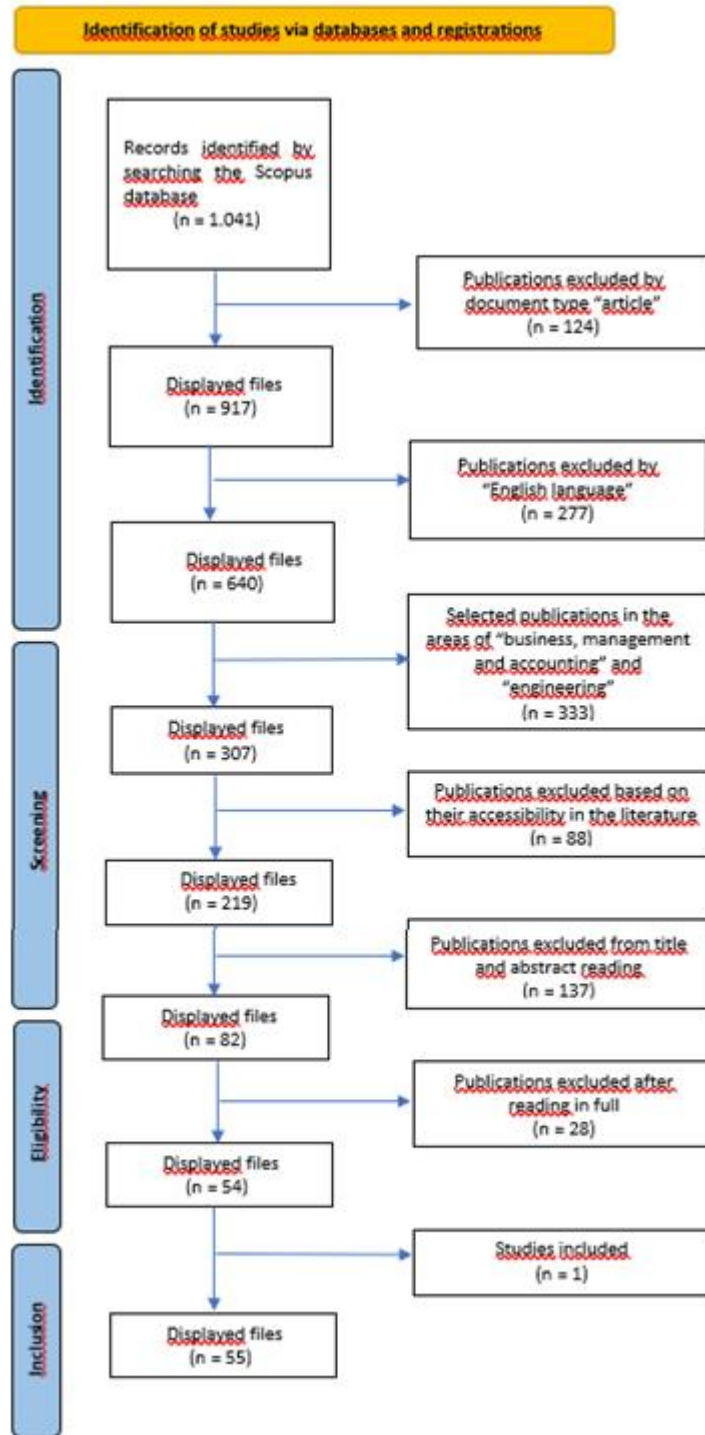 Identification of studies via databases and registrations
Identification
Records identified by
searching the Scopus
database
(n = 1.041)
Publications excluded by
document type “article”
(n = 124)
Displayed files
(n = 917)
Publications excluded by
“English language”
(n = 277)
Displayed files
(n = 640)
Selected publications in the
areas of “business, management
and accounting” and
“engineering”
(n = 333)
Screening
Displayed files
(n = 307)
Publications excluded based on
their accessibility in the literature
(n = 88)
Displayed files
(n = 219)
Publications excluded from title
and abstract reading
(n = 137)
Displayed files
(n = 82)
Eligibility
Publications excluded after
reading in full
(n = 28)
Displayed files
(n = 54)
Inclusion
Studies included
(n = 1)
Displayed files
(n = 55)